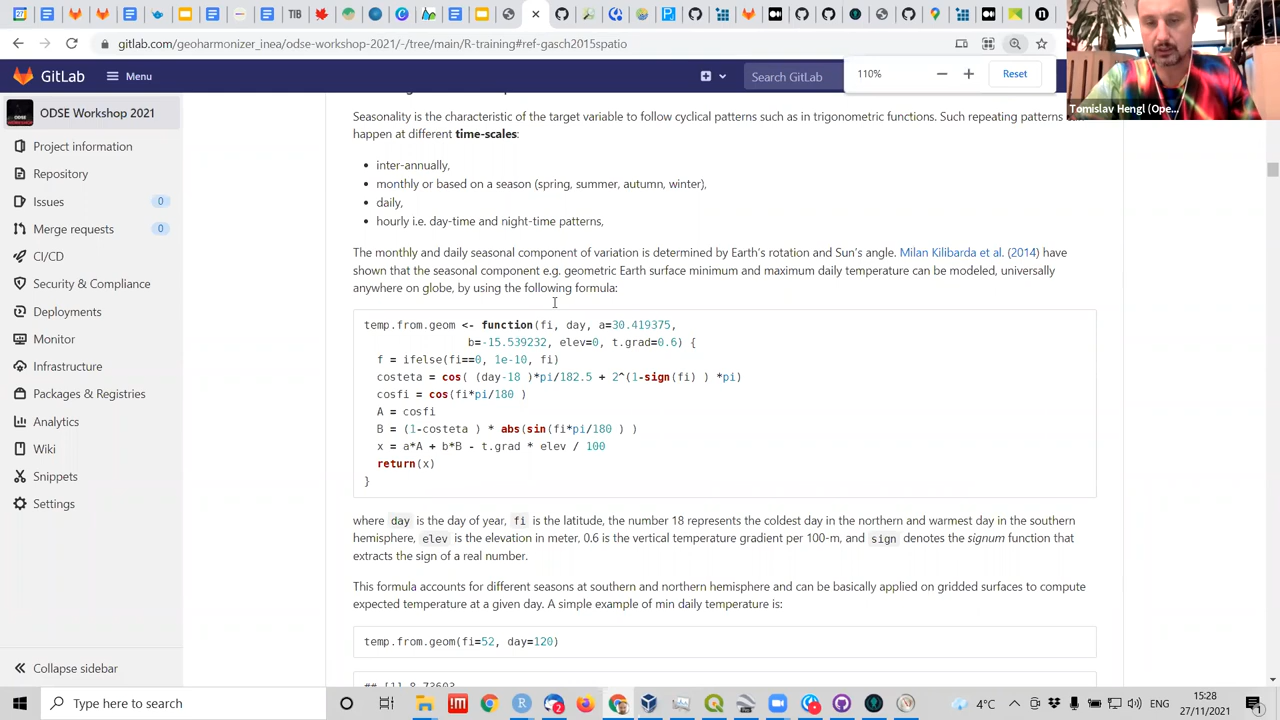 gitlab.com/geoharmonizer_inea/odse-workshop-2021/-/tree/main/R-training#ref-gasch2015spatio
GitLab
Menu
Search GitLab
110%
Reset
Tomislav Hengl (Ope...
ODSE Workshop 2021
Project information
Repository
Issues 0
Merge requests 0
CI/CD
Security & Compliance
Deployments
Monitor
Infrastructure
Packages & Registries
Analytics
Wiki
Snippets
Settings
Collapse sidebar
Seasonality is the characteristic of the target variable to follow cyclical patterns such as in trigonometric functions. Such repeating patterns
happen at different time-scales:
inter-annually,
monthly or based on a season (spring, summer, autumn, winter),
daily,
hourly i.e. day-time and night-time patterns,
The monthly and daily seasonal component of variation is determined by Earth's rotation and Sun's angle. Milan Kilibarda et al. (2014) have
shown that the seasonal component e.g. geometric Earth surface minimum and maximum daily temperature can be modeled, universally
anywhere on globe, by using the following formula:
temp.from.geom <- function(fi, day, a=30.419375,
b=-15.539232, elev=0, t.grad=0.6) {
f = ifelse(fi==0, 1e-10, fi)
costeta = cos( (day-18 )*pi/182.5 + 2^(1-sign(fi) ) *pi)
cosfi = cos(fi*pi/180 )
A = cosfi
B = (1-costeta ) * abs(sin(fi*pi/180 ) )
x = a*A + b*B - t.grad * elev / 100
return(x)
}
where day is the day of year, fi is the latitude, the number 18 represents the coldest day in the northern and warmest day in the southern
hemisphere, elev is the elevation in meter, 0.6 is the vertical temperature gradient per 100-m, and sign denotes the signum function that
extracts the sign of a real number.
This formula accounts for different seasons at southern and northern hemisphere and can be basically applied on gridded surfaces to compute
expected temperature at a given day. A simple example of min daily temperature is:
temp.from.geom(fi=52, day=120)
## [1] 8.73603
Type here to search
4°C
ENG
15:28
27/11/2021